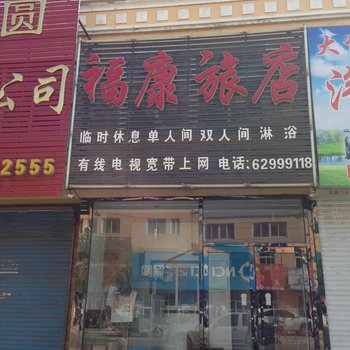 圆
公司
2555
福康旅店
临时休息单人间双人间淋浴
有线电视宽带上网 电话:62999118
大